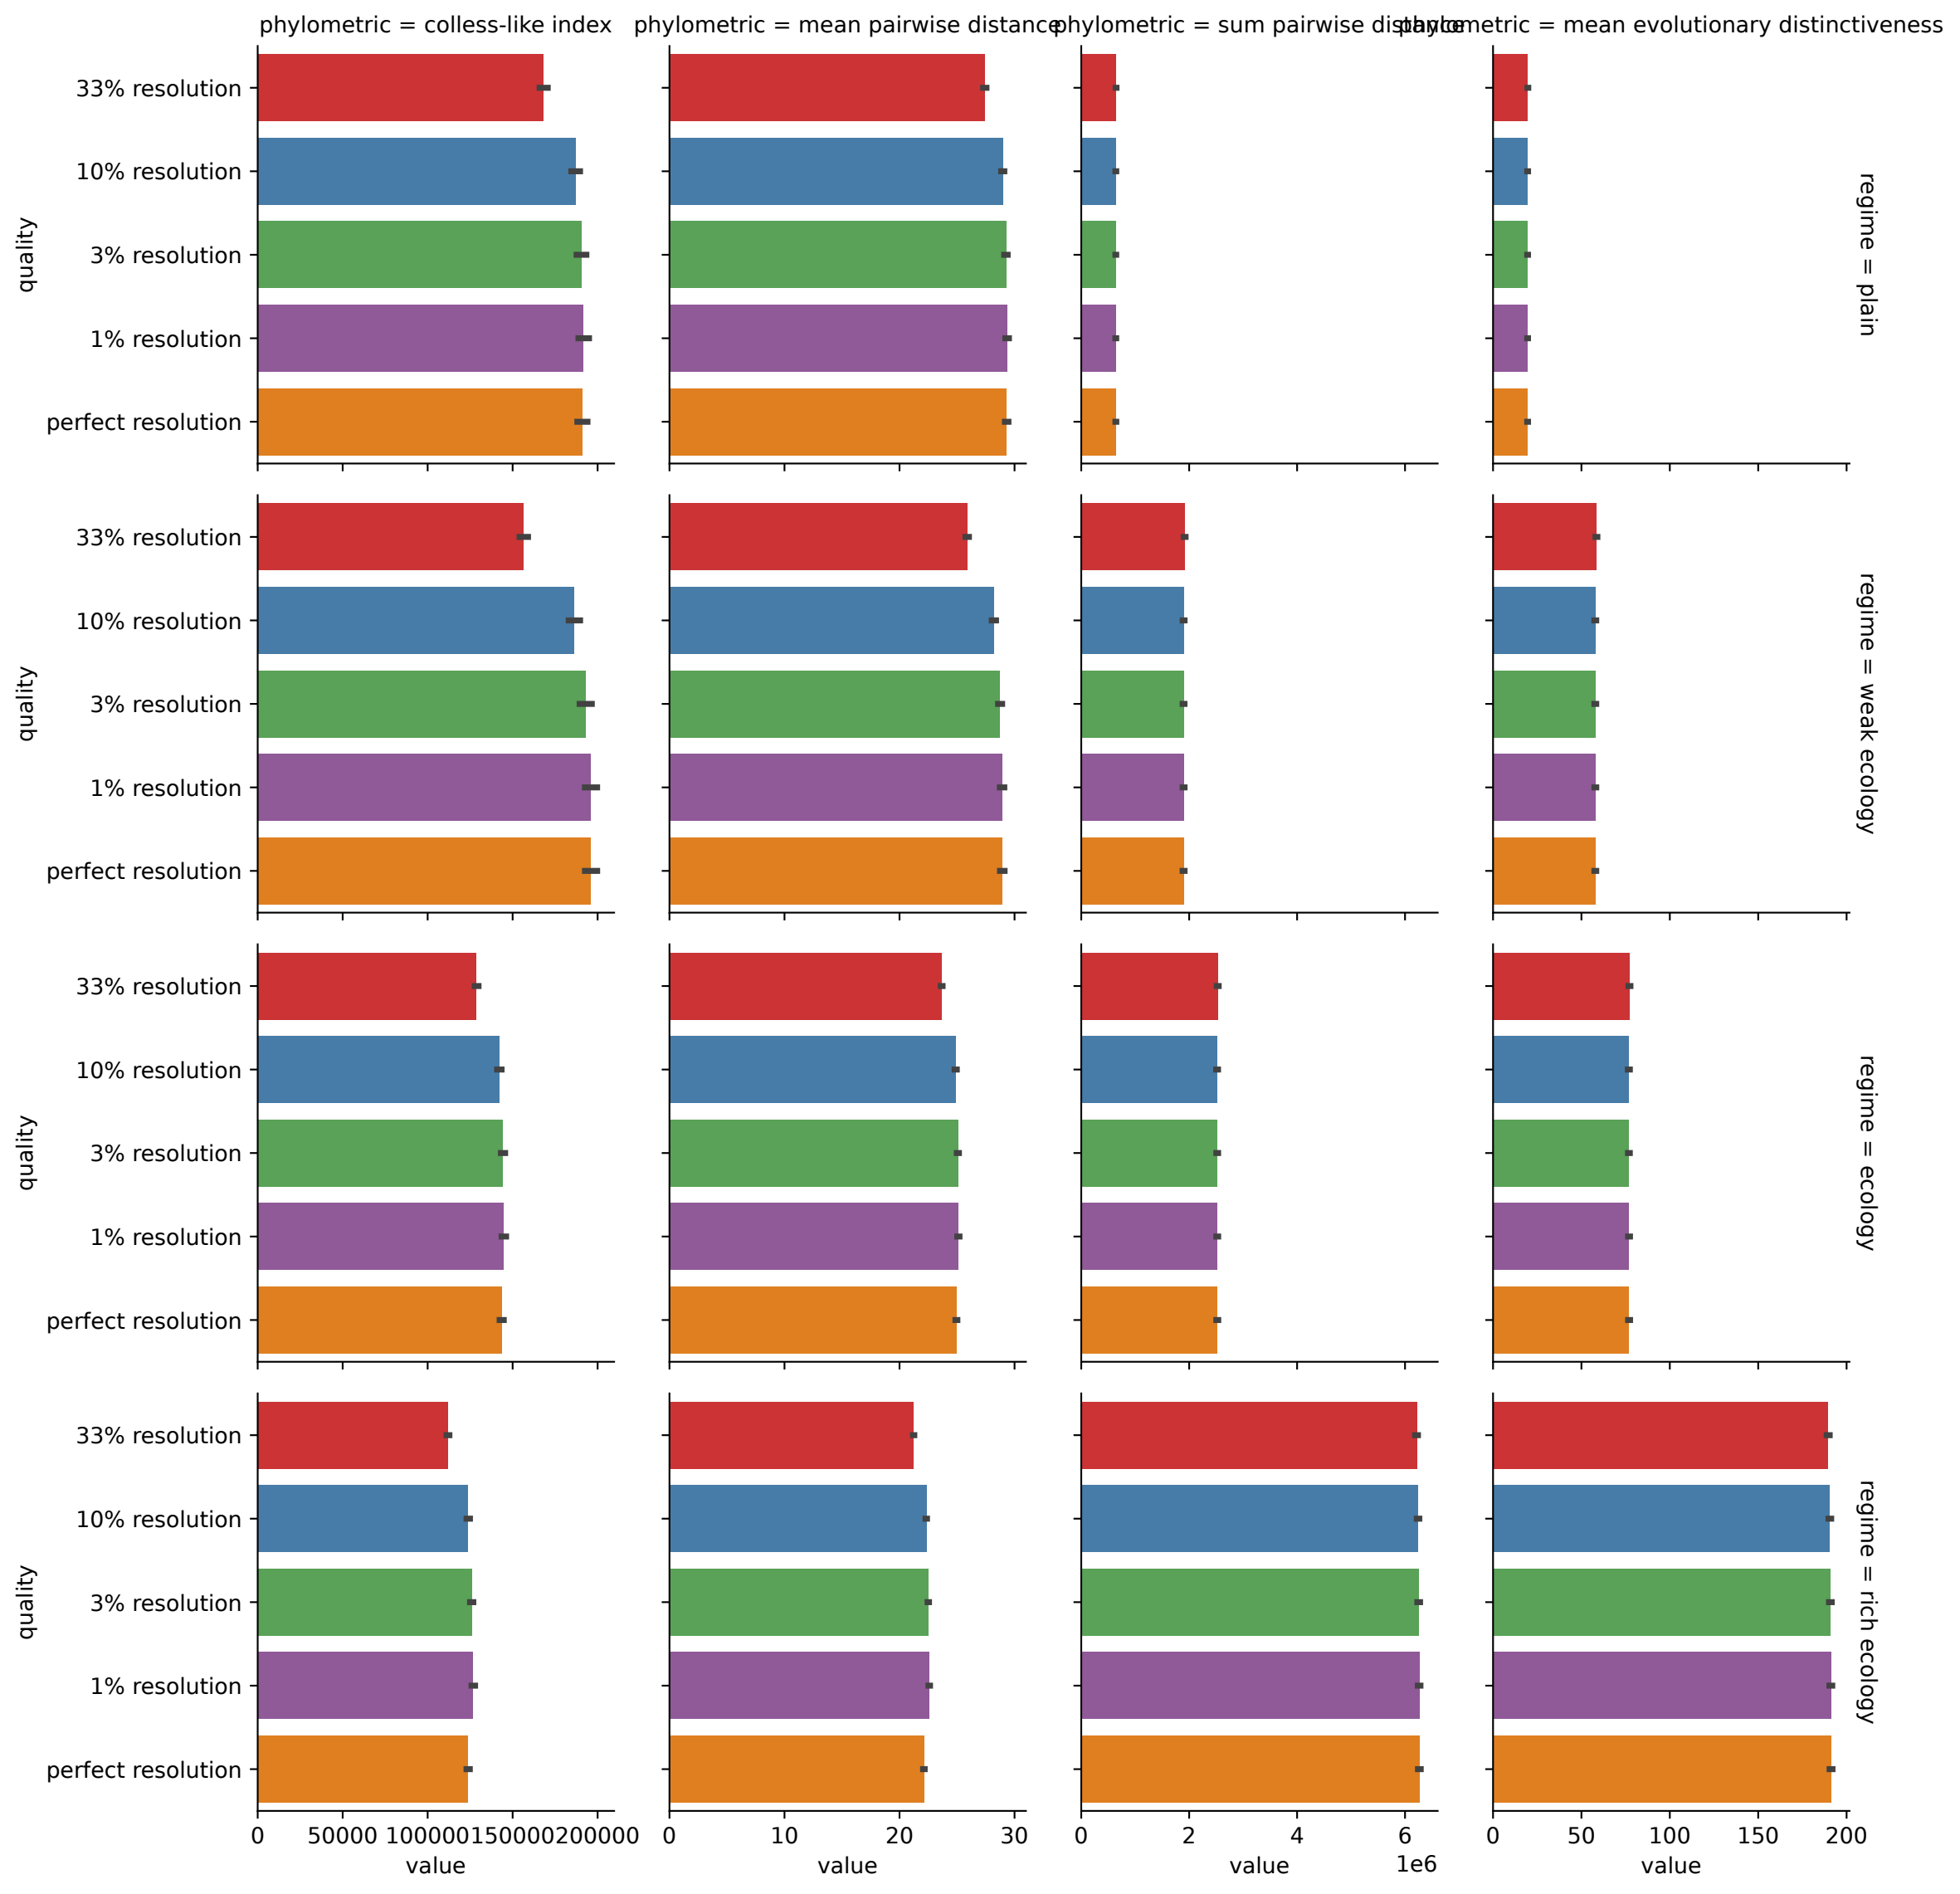 phylometric = colless-like index
phylometric = mean pairwise distance
phylometric = sum pairwise distance
phylometric = mean evolutionary distinctiveness
quality
33% resolution
10% resolution
3% resolution
1% resolution
perfect resolution
regime = plain
quality
33% resolution
10% resolution
3% resolution
1% resolution
perfect resolution
regime = weak ecology
quality
33% resolution
10% resolution
3% resolution
1% resolution
perfect resolution
regime = ecology
quality
33% resolution
10% resolution
3% resolution
1% resolution
perfect resolution
regime = rich ecology
0 50000 100000 150000 200000
value
0 10 20 30
value
0 2 4 6
1e6
value
0 50 100 150 200
value